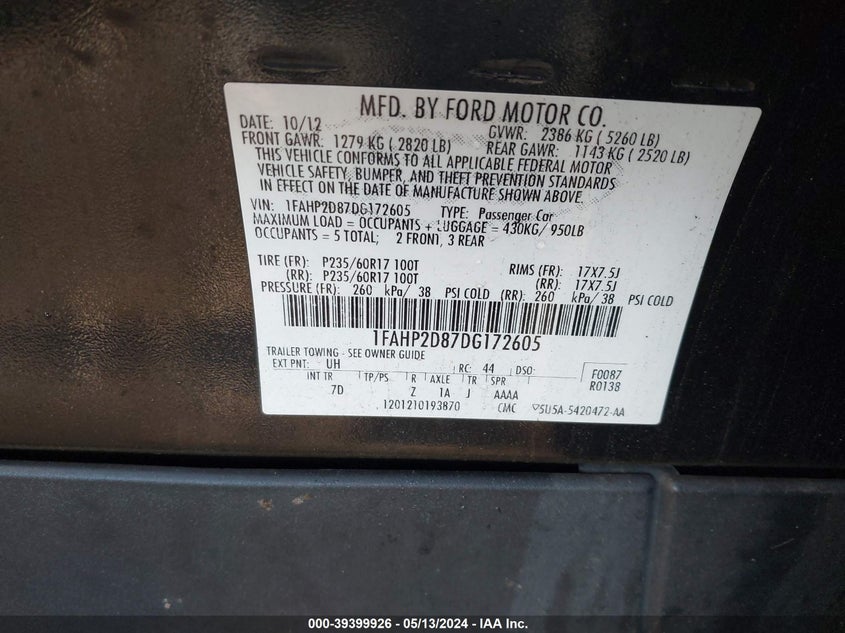 MFD. BY FORD MOTOR CO.
DATE: 10/12 GVWR: 2386 KG ( 5260 LB)
FRONT GAWR: 1279 KG ( 2820 LB) REAR GAWR: 1143 KG ( 2520 LB)
THIS VEHICLE CONFORMS TO ALL APPLICABLE FEDERAL MOTOR
VEHICLE SAFETY, BUMPER, AND THEFT PREVENTION STANDARDS
IN EFFECT ON THE DATE OF MANUFACTURE SHOWN ABOVE.
VIN: 1FAHP2D87DG172605 TYPE: Passenger Car
MAXIMUM LOAD = OCCUPANTS + LUGGAGE = 430KG/ 950LB
OCCUPANTS = 5 TOTAL; 2 FRONT, 3 REAR
TIRE (FR): P235/60R17 100T RIMS (FR): 17X7.5J
(RR): P235/60R17 100T (RR): 17X7.5J
PRESSURE (FR): 260 kPa/ 38 PSI COLD (RR): 260 kPa/ 38 PSI COLD
1FAHP2D87DG172605
TRAILER TOWING - SEE OWNER GUIDE
EXT PNT: UH RC: 44 DSO: F0087
INT TR TP/PS R AXLE TR SPR R0138
7D Z 1A J AAAA
1201210193870 CMC 5U5A-5420472-AA
000-39399926 - 05/13/2024 - IAA Inc.